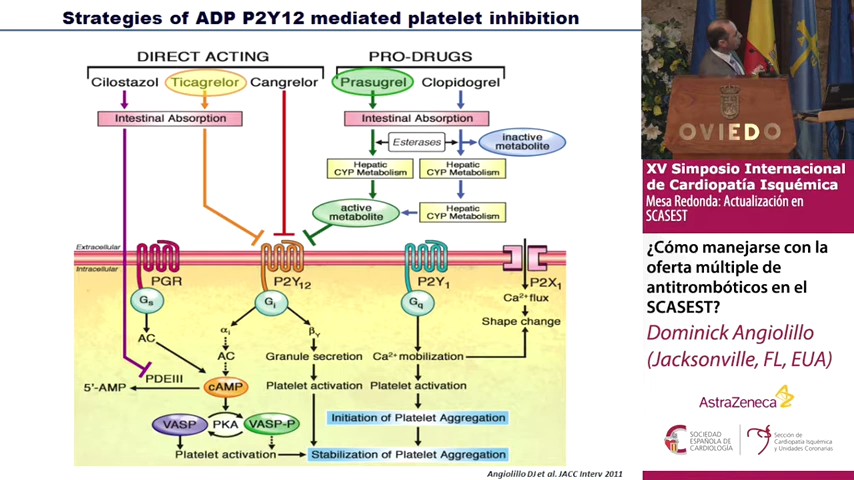 Strategies of ADP P2Y12 mediated platelet inhibition
DIRECT ACTING
PRO-DRUGS
Cilostazol
Ticagrelor
Cangrelor
Prasugrel
Clopidogrel
Intestinal Absorption
Intestinal Absorption
Esterases
inactive
metabolite
Hepatic
CYP Metabolism
Hepatic
CYP Metabolism
Hepatic
CYP Metabolism
active
metabolite
Extracellular
Intracellular
PGR
P2Y12
P2Y1
P2X1
Gs
Gi
Gq
Ca2+flux
Shape change
αi
βγ
AC
AC
Granule secretion
Ca2+mobilization
PDEIII
5'-AMP
cAMP
Platelet activation
Platelet activation
VASP
PKA
VASP-P
Initiation of Platelet Aggregation
Platelet activation
Stabilization of Platelet Aggregation
Angiolillo DJ et al. JACC Interv 2011
OVIEDO
XV Simposio Internacional
de Cardiopatía Isquémica
Mesa Redonda: Actualización en
SCASEST
¿Cómo manejarse con la
oferta múltiple de
antitrombóticos en el
SCASEST?
Dominick Angiolillo
(Jacksonville, FL, EUA)
AstraZeneca
SOCIEDAD
ESPAÑOLA DE
CARDIOLOGÍA
Sección de
Cardiopatía Isquémica
y Unidades Coronarias